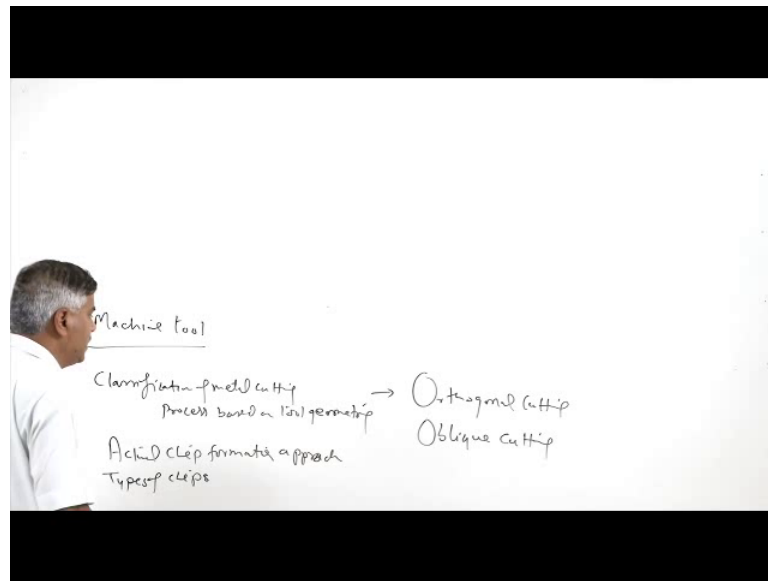 Machine tool
Classification of metal cutting
Process based on tool geometric
→ Orthogonal cutting
Oblique cutting
Actual chip formation approach
Types of chips